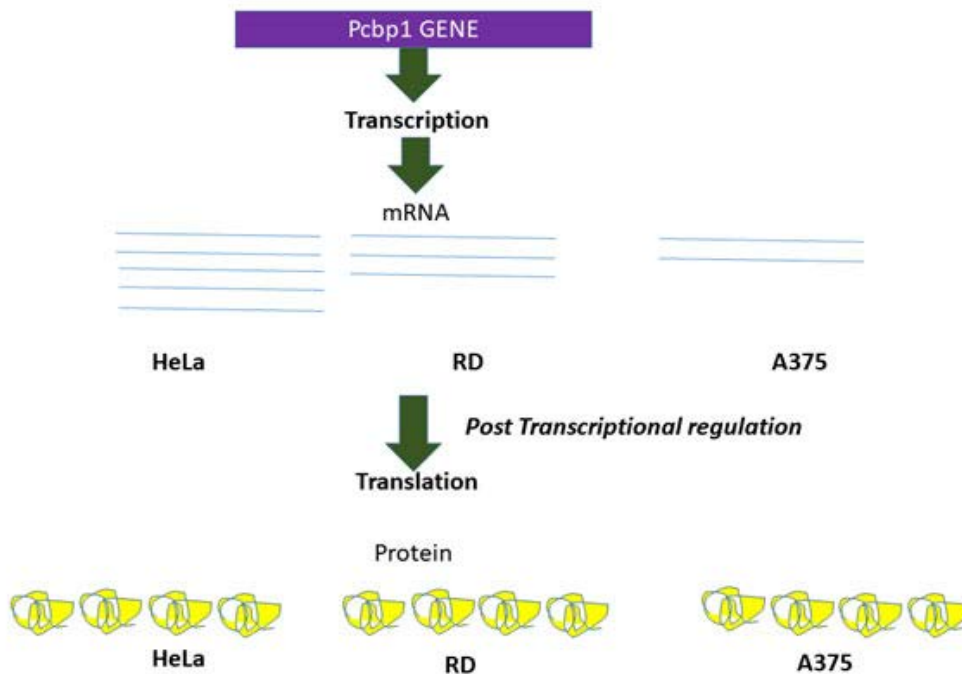 Pcbp1 GENE
Transcription
mRNA
HeLa RD A375
Post Transcriptional regulation
Translation
Protein
HeLa RD A375